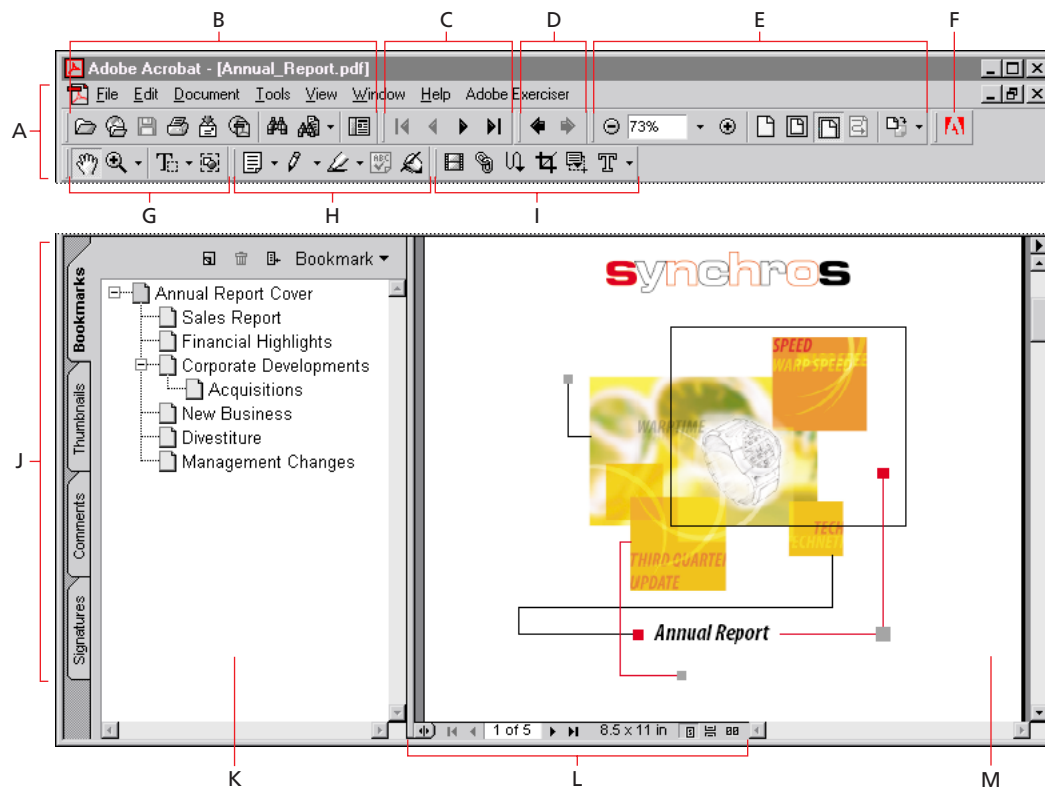 B C D E F
Adobe Acrobat - [Annual_Report.pdf]
A
File Edit Document Tools View Window Help Adobe Exerciser
73%
G H I
Bookmarks
Thumbnails
Comments
Signatures
J
Bookmark
Annual Report Cover
Sales Report
Financial Highlights
Corporate Developments
Acquisitions
New Business
Divestiture
Management Changes
synchros
SPEED
WARP SPEED
WARPTIME
TECH
THIRD QUARTER
UPDATE
Annual Report
1 of 5 8.5 x 11 in
K L M